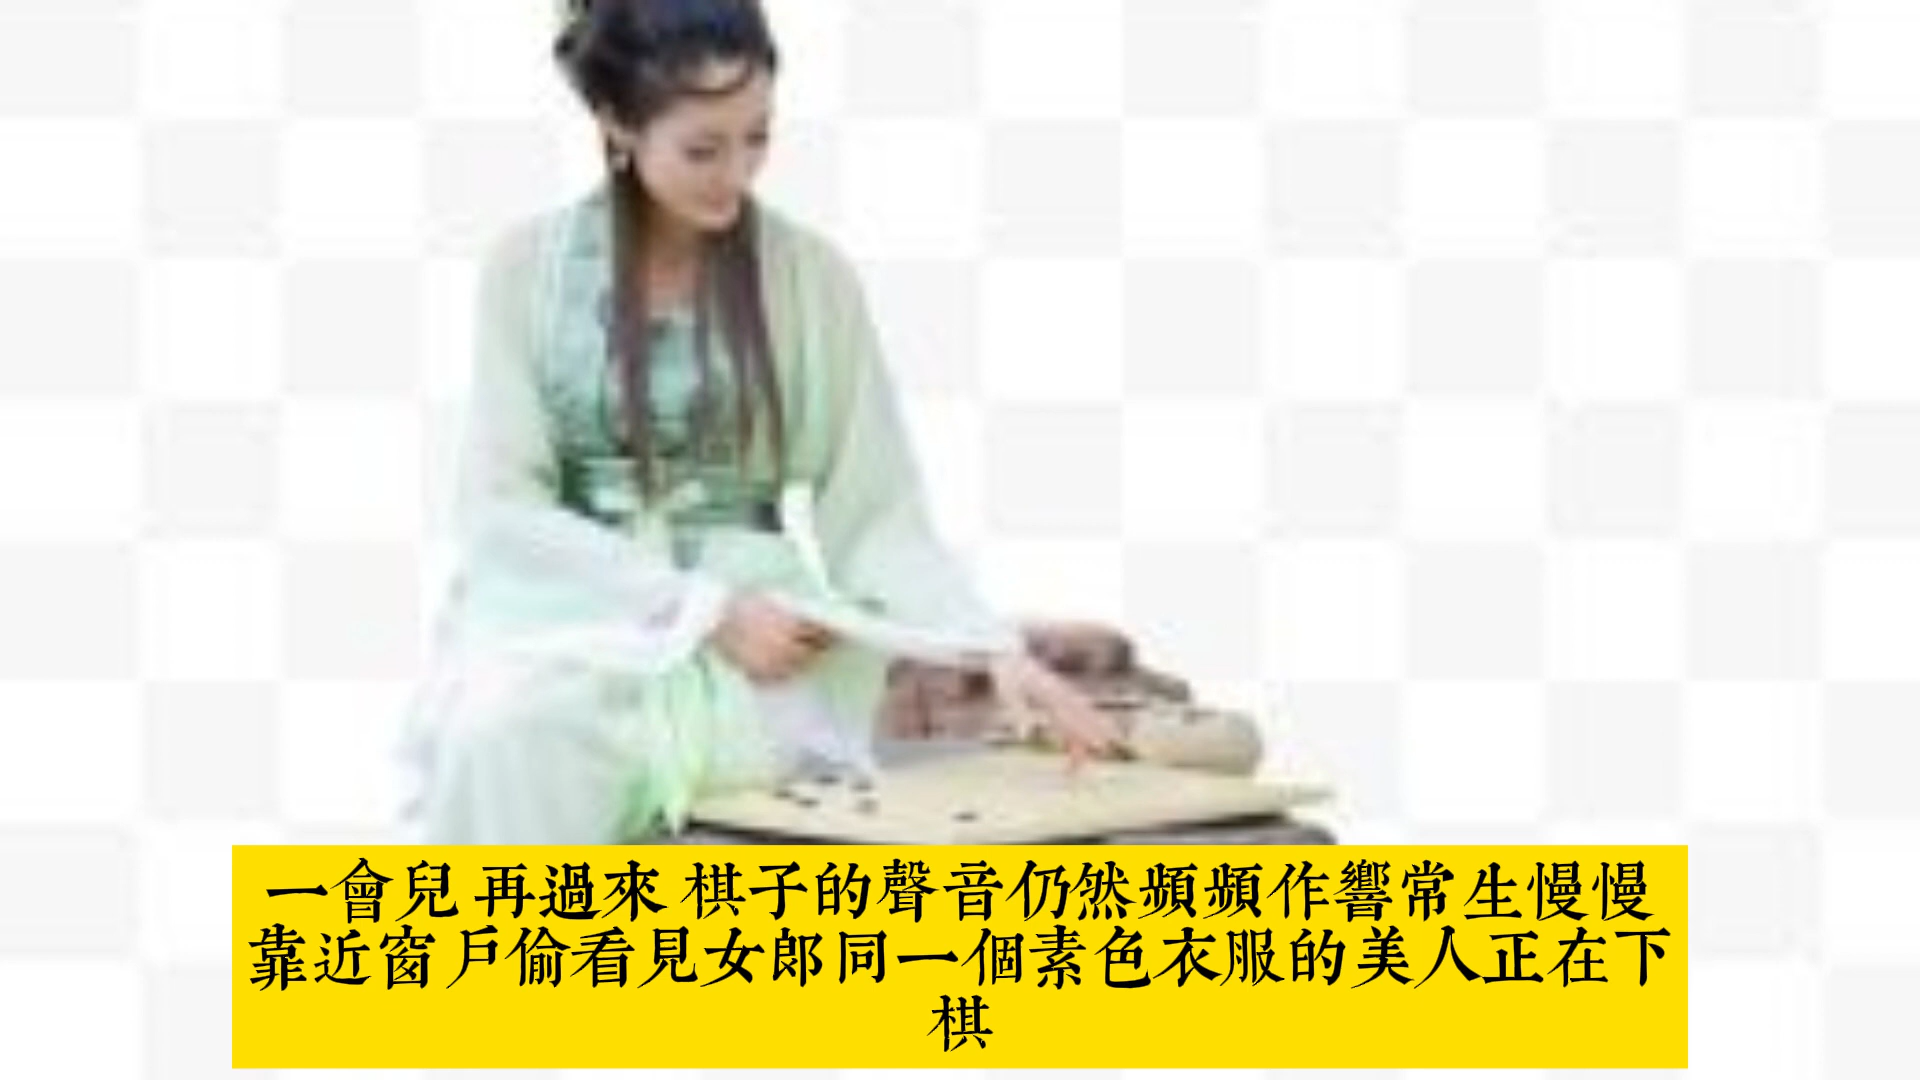 一會兒再過來棋子的聲音仍然頻頻作響常生慢慢
靠近窗戶偷看見女郎同一個素色衣服的美人正在下
棋